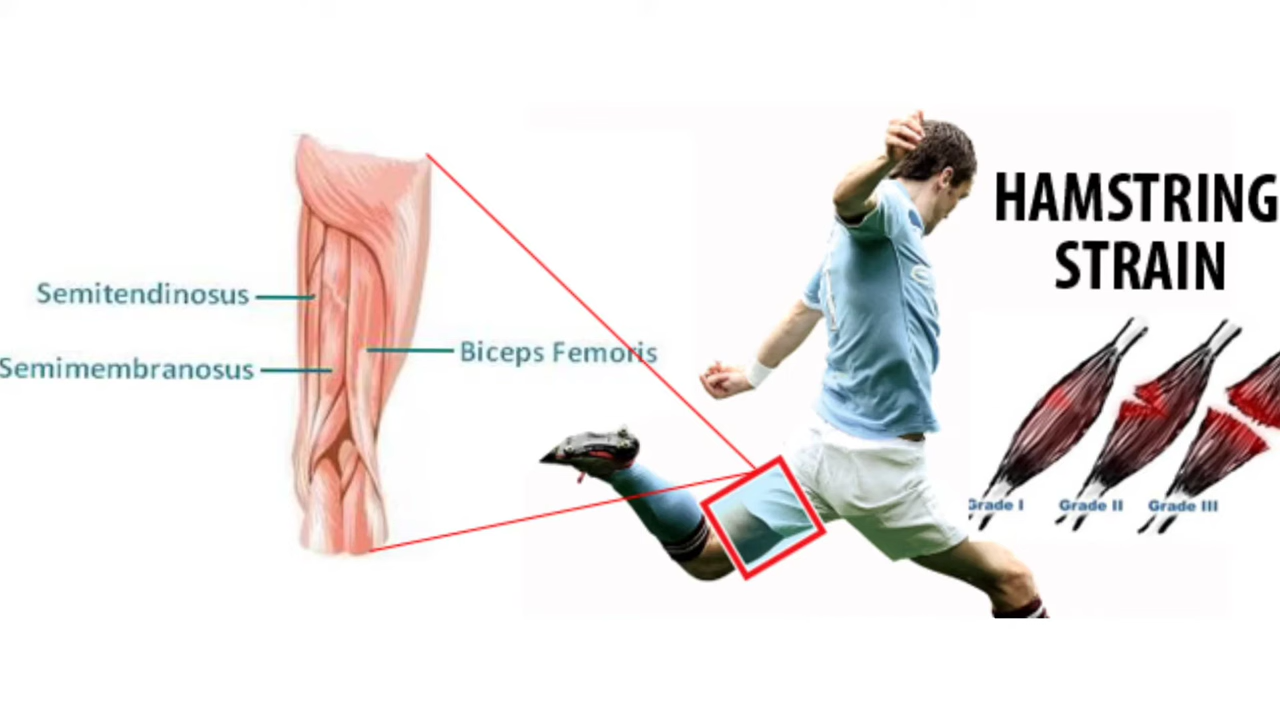 HAMSTRING
STRAIN
Semitendinosus
Biceps Femoris
Semimembranosus
Grade I
Grade II
Grade III